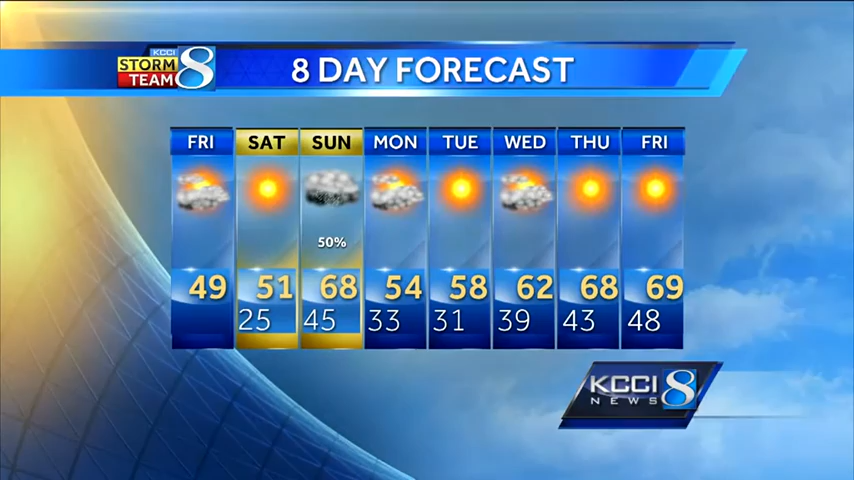 KCCI
STORM
TEAM 8
8 DAY FORECAST
FRI SAT SUN MON TUE WED THU FRI
50%
49 51 68 54 58 62 68 69
25 45 33 31 39 43 48
KCCI 8
NEWS